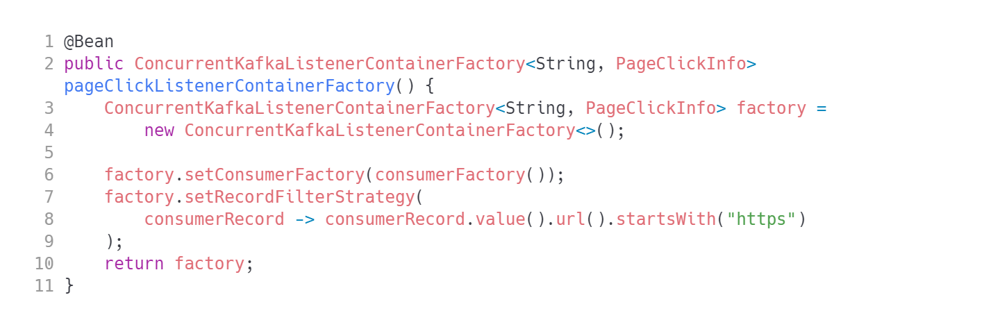 1 @Bean
2 public ConcurrentKafkaListenerContainerFactory<String, PageClickInfo>
pageClickListenerContainerFactory() {
3     ConcurrentKafkaListenerContainerFactory<String, PageClickInfo> factory =
4         new ConcurrentKafkaListenerContainerFactory<>();
5
6     factory.setConsumerFactory(consumerFactory());
7     factory.setRecordFilterStrategy(
8         consumerRecord -> consumerRecord.value().url().startsWith("https")
9     );
10     return factory;
11 }